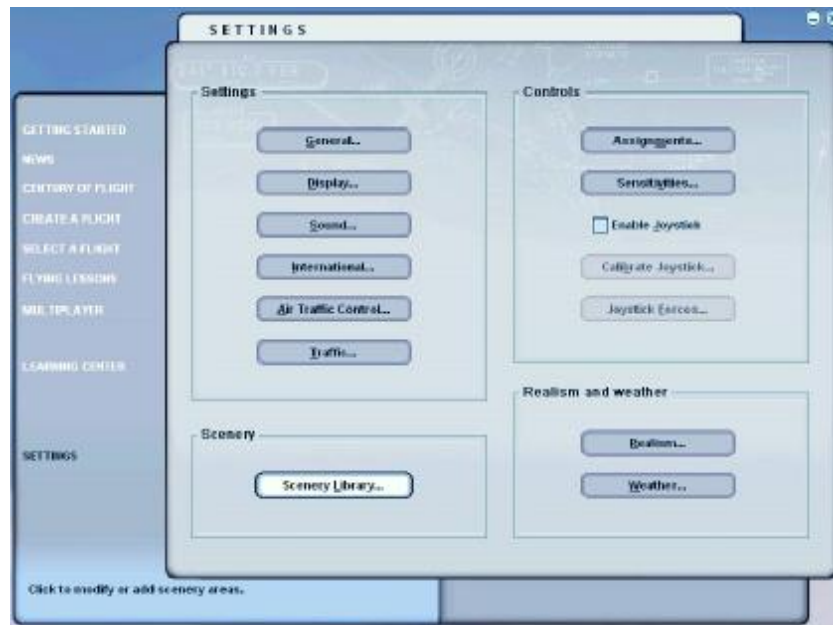 SETTINGS
Settings
General...
Display...
Sound...
International...
Air Traffic Control...
Traffic...
Scenery
Scenery Library...
Controls
Assignments...
Sensitivities...
Enable Joystick
Calibrate Joystick...
Joystick Forces...
Realism and weather
Realism...
Weather...
GETTING STARTED
NEWS
CENTURY OF FLIGHT
CREATE A FLIGHT
SELECT A FLIGHT
FLYING LESSONS
MULTIPLAYER
LEARNING CENTER
SETTINGS
Click to modify or add scenery areas.